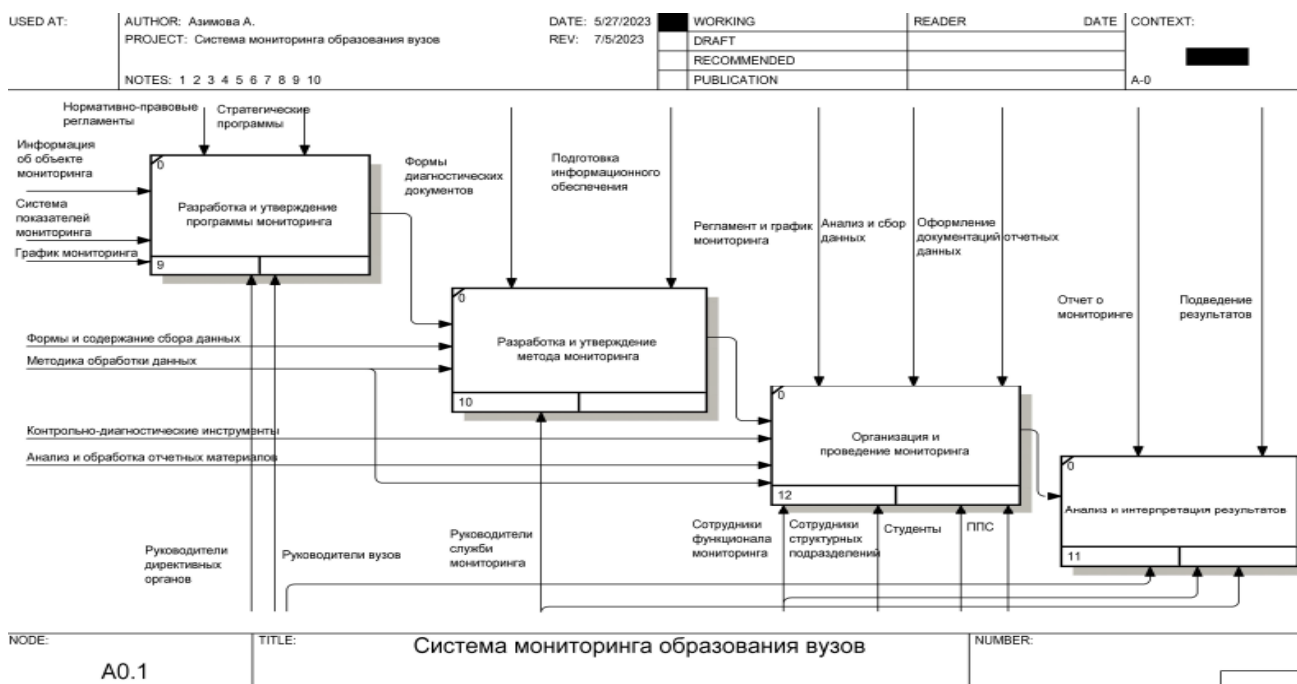 USED AT:
AUTHOR: Азимова А.
DATE: 5/27/2023
PROJECT: Система мониторинга образования вузов
REV: 7/5/2023
NOTES: 1 2 3 4 5 6 7 8 9 10
WORKING
DRAFT
RECOMMENDED
PUBLICATION
READER
DATE
CONTEXT:
A-0
Нормативно-правовые
регламенты
Стратегические
программы
Информация
об объекте
мониторинга
Система
показателей
мониторинга
График мониторинга
0
Разработка и утверждение
программы мониторинга
9
Формы
диагностических
документов
Подготовка
информационного
обеспечения
Регламент и график
мониторинга
Анализ и сбор
данных
Оформление
документаций отчетных
данных
Отчет о
мониторинге
Подведение
результатов
0
Разработка и утверждение
метода мониторинга
10
Формы и содержание сбора данных
Методика обработки данных
Контрольно-диагностические инструменты
Анализ и обработка отчетных материалов
0
Организация и
проведение мониторинга
12
0
Анализ и интерпретация результатов
11
Руководители
директивных
органов
Руководители вузов
Руководители
служби
мониторинга
Сотрудники
функционала
мониторинга
Сотрудники
структурных
подразделений
Студенты
ППС
NODE:
A0.1
TITLE:
Система мониторинга образования вузов
NUMBER: